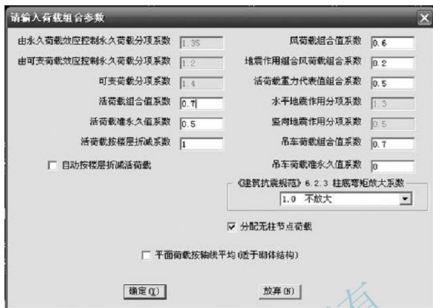 请输入荷载组合参数
由永久荷载效应控制永久荷载分项系数 1.35
由可变荷载效应控制永久荷载分项系数 1.2
可变荷载分项系数 1.4
活荷载组合值系数 0.7
活荷载准永久值系数 0.5
活荷载按楼层折减系数 1
自动按楼层折减活荷载
风荷载组合值系数 0.6
地震作用组合风荷载组合系数 0.2
活荷载重力代表值组合系数 0.5
水平地震作用分项系数 1.3
竖向地震作用分项系数 0.5
吊车荷载组合值系数 0.7
吊车荷载准永久值系数 0
《建筑抗震规范》6.2.3 柱底弯矩放大系数
1.0 不放大
分配无柱节点荷载
平面荷载按轴线平均(适于砌体结构)
确定(Y)
放弃(N)